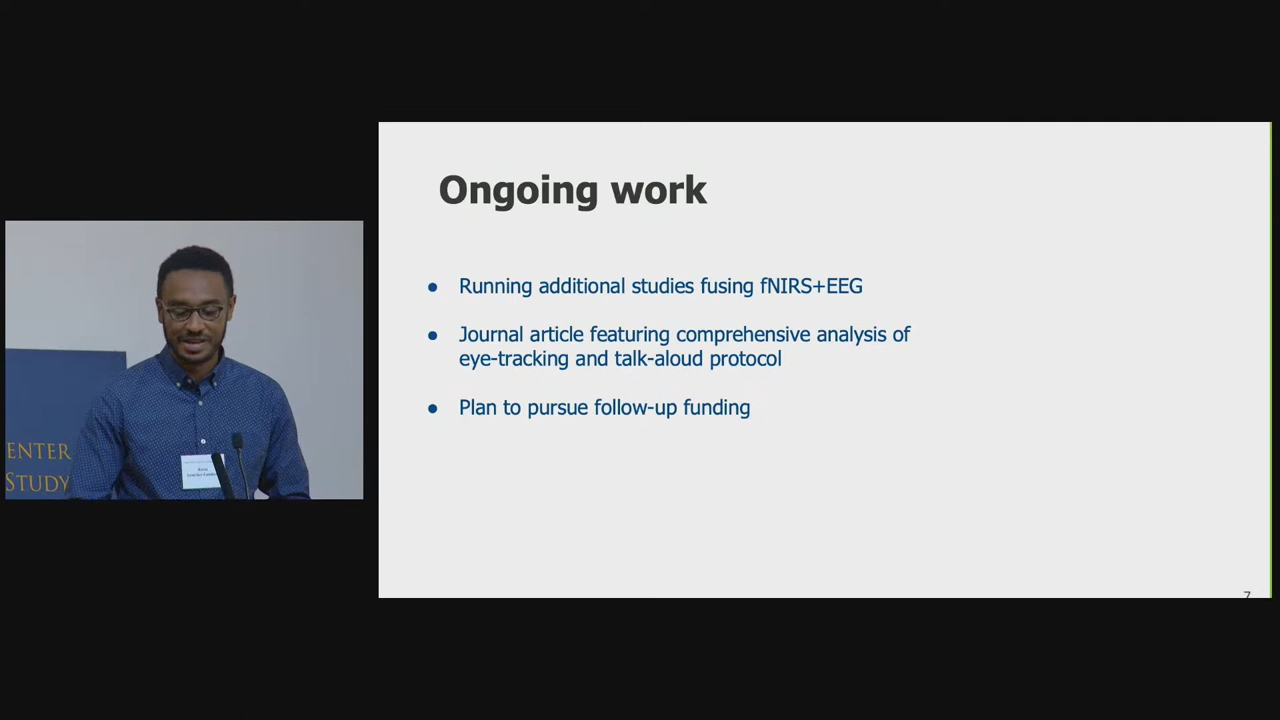 Ongoing work
● Running additional studies fusing fNIRS+EEG
● Journal article featuring comprehensive analysis of
eye-tracking and talk-aloud protocol
● Plan to pursue follow-up funding
7
ENTER
STUDY